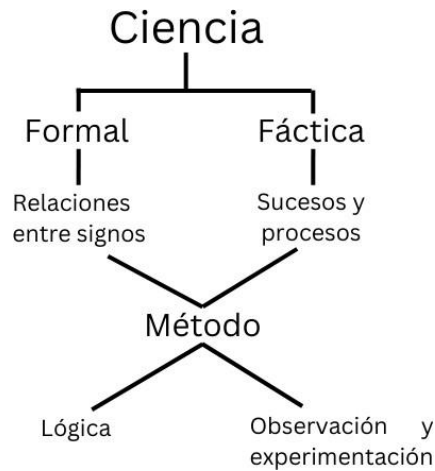 Ciencia
Formal
Fáctica
Relaciones
entre signos
Sucesos y
procesos
Método
Lógica
Observación y
experimentación